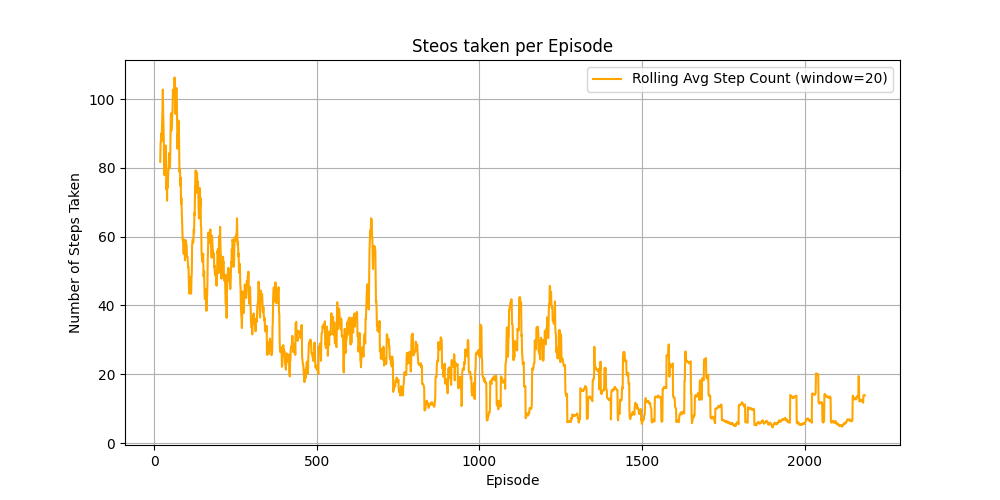 Steos taken per Episode
Rolling Avg Step Count (window=20)
Number of Steps Taken
100
80
60
40
20
0
0
500
1000
1500
2000
Episode